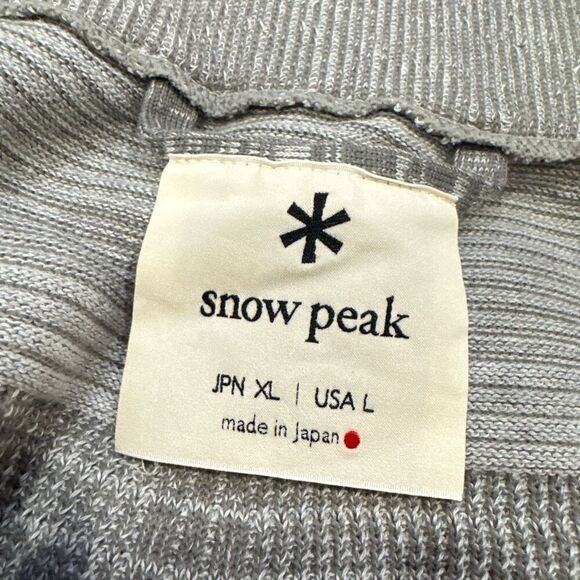 snow peak
JPN XL | USA L
made in Japan